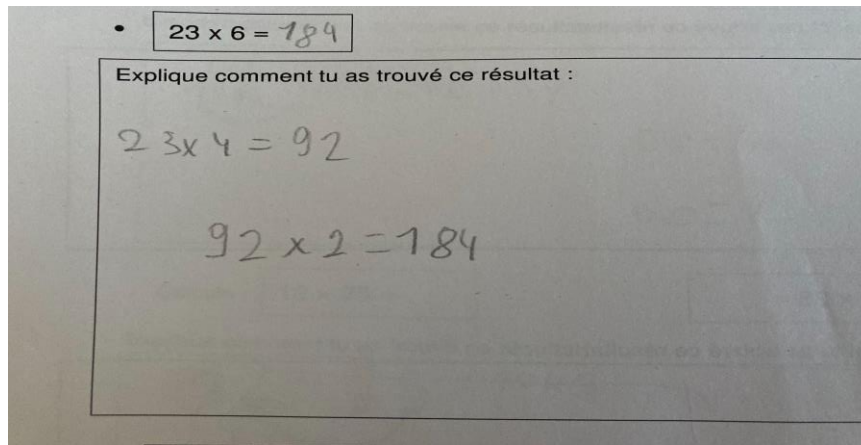 • 23 x 6 = 184
Explique comment tu as trouvé ce résultat :
23x4 = 92
92 x 2 = 184